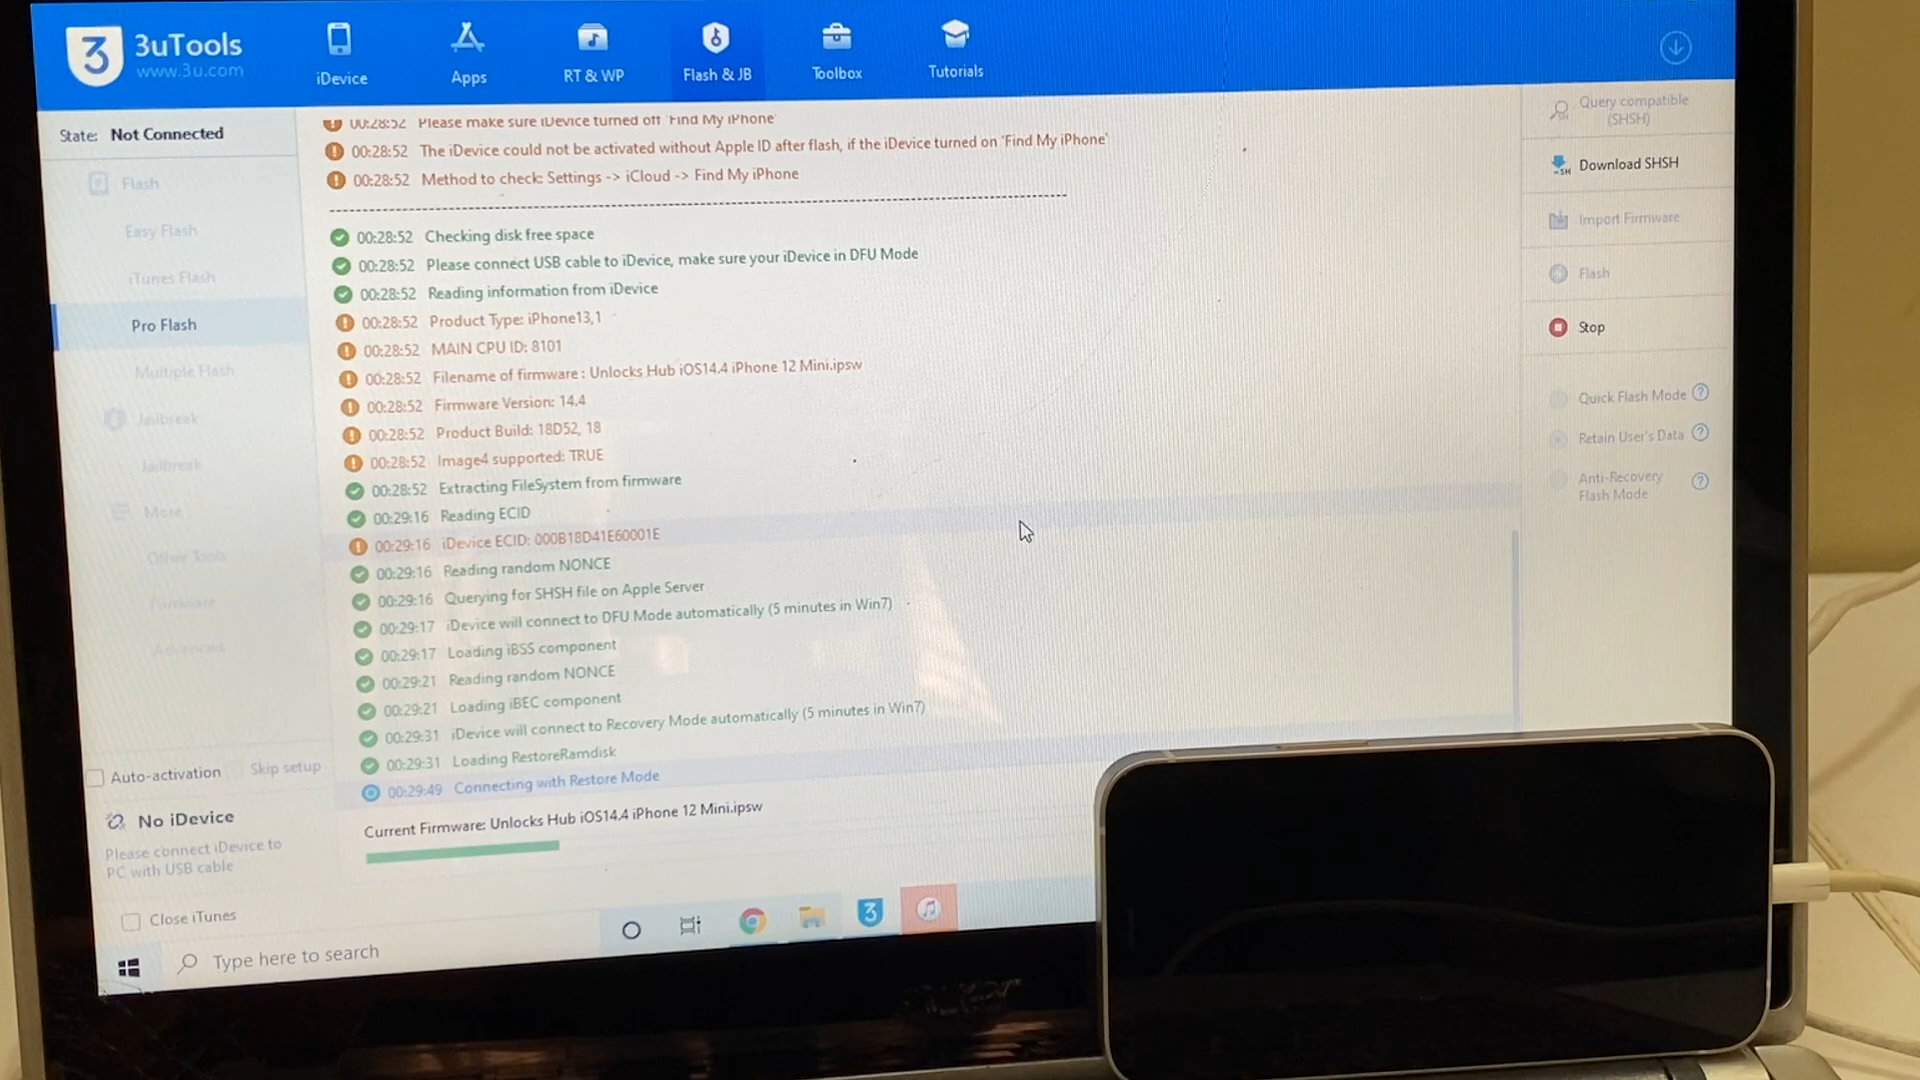 3uTools
www.3u.com
iDevice
Apps
RT & WP
Flash & JB
Toolbox
Tutorials
State: Not Connected
Flash
Easy Flash
iTunes Flash
Pro Flash
Multiple Flash
Jailbreak
Jailbreak
More
Other Tools
Firmware
Advanced
Auto-activation
Skip setup
No iDevice
Please connect iDevice to
PC with USB cable
Close iTunes
00:28:52 Please make sure iDevice turned off 'Find My iPhone'
00:28:52 The iDevice could not be activated without Apple ID after flash, if the iDevice turned on 'Find My iPhone'
00:28:52 Method to check: Settings -> iCloud -> Find My iPhone
00:28:52 Checking disk free space
00:28:52 Please connect USB cable to iDevice, make sure your iDevice in DFU Mode
00:28:52 Reading information from iDevice
00:28:52 Product Type: iPhone13,1
00:28:52 MAIN CPU ID: 8101
00:28:52 Filename of firmware : Unlocks Hub iOS14.4 iPhone 12 Mini.ipsw
00:28:52 Firmware Version: 14.4
00:28:52 Product Build: 18D52, 18
00:28:52 Image4 supported: TRUE
00:28:52 Extracting FileSystem from firmware
00:29:16 Reading ECID
00:29:16 iDevice ECID: 000B18D41E60001E
00:29:16 Reading random NONCE
00:29:16 Querying for SHSH file on Apple Server
00:29:17 iDevice will connect to DFU Mode automatically (5 minutes in Win7)
00:29:17 Loading iBSS component
00:29:21 Reading random NONCE
00:29:21 Loading iBEC component
00:29:31 iDevice will connect to Recovery Mode automatically (5 minutes in Win7)
00:29:31 Loading RestoreRamdisk
00:29:49 Connecting with Restore Mode
Current Firmware: Unlocks Hub iOS14.4 iPhone 12 Mini.ipsw
Query compatible
(SHSH)
Download SHSH
Import Firmware
Flash
Stop
Quick Flash Mode
Retain User's Data
Anti-Recovery
Flash Mode
Type here to search